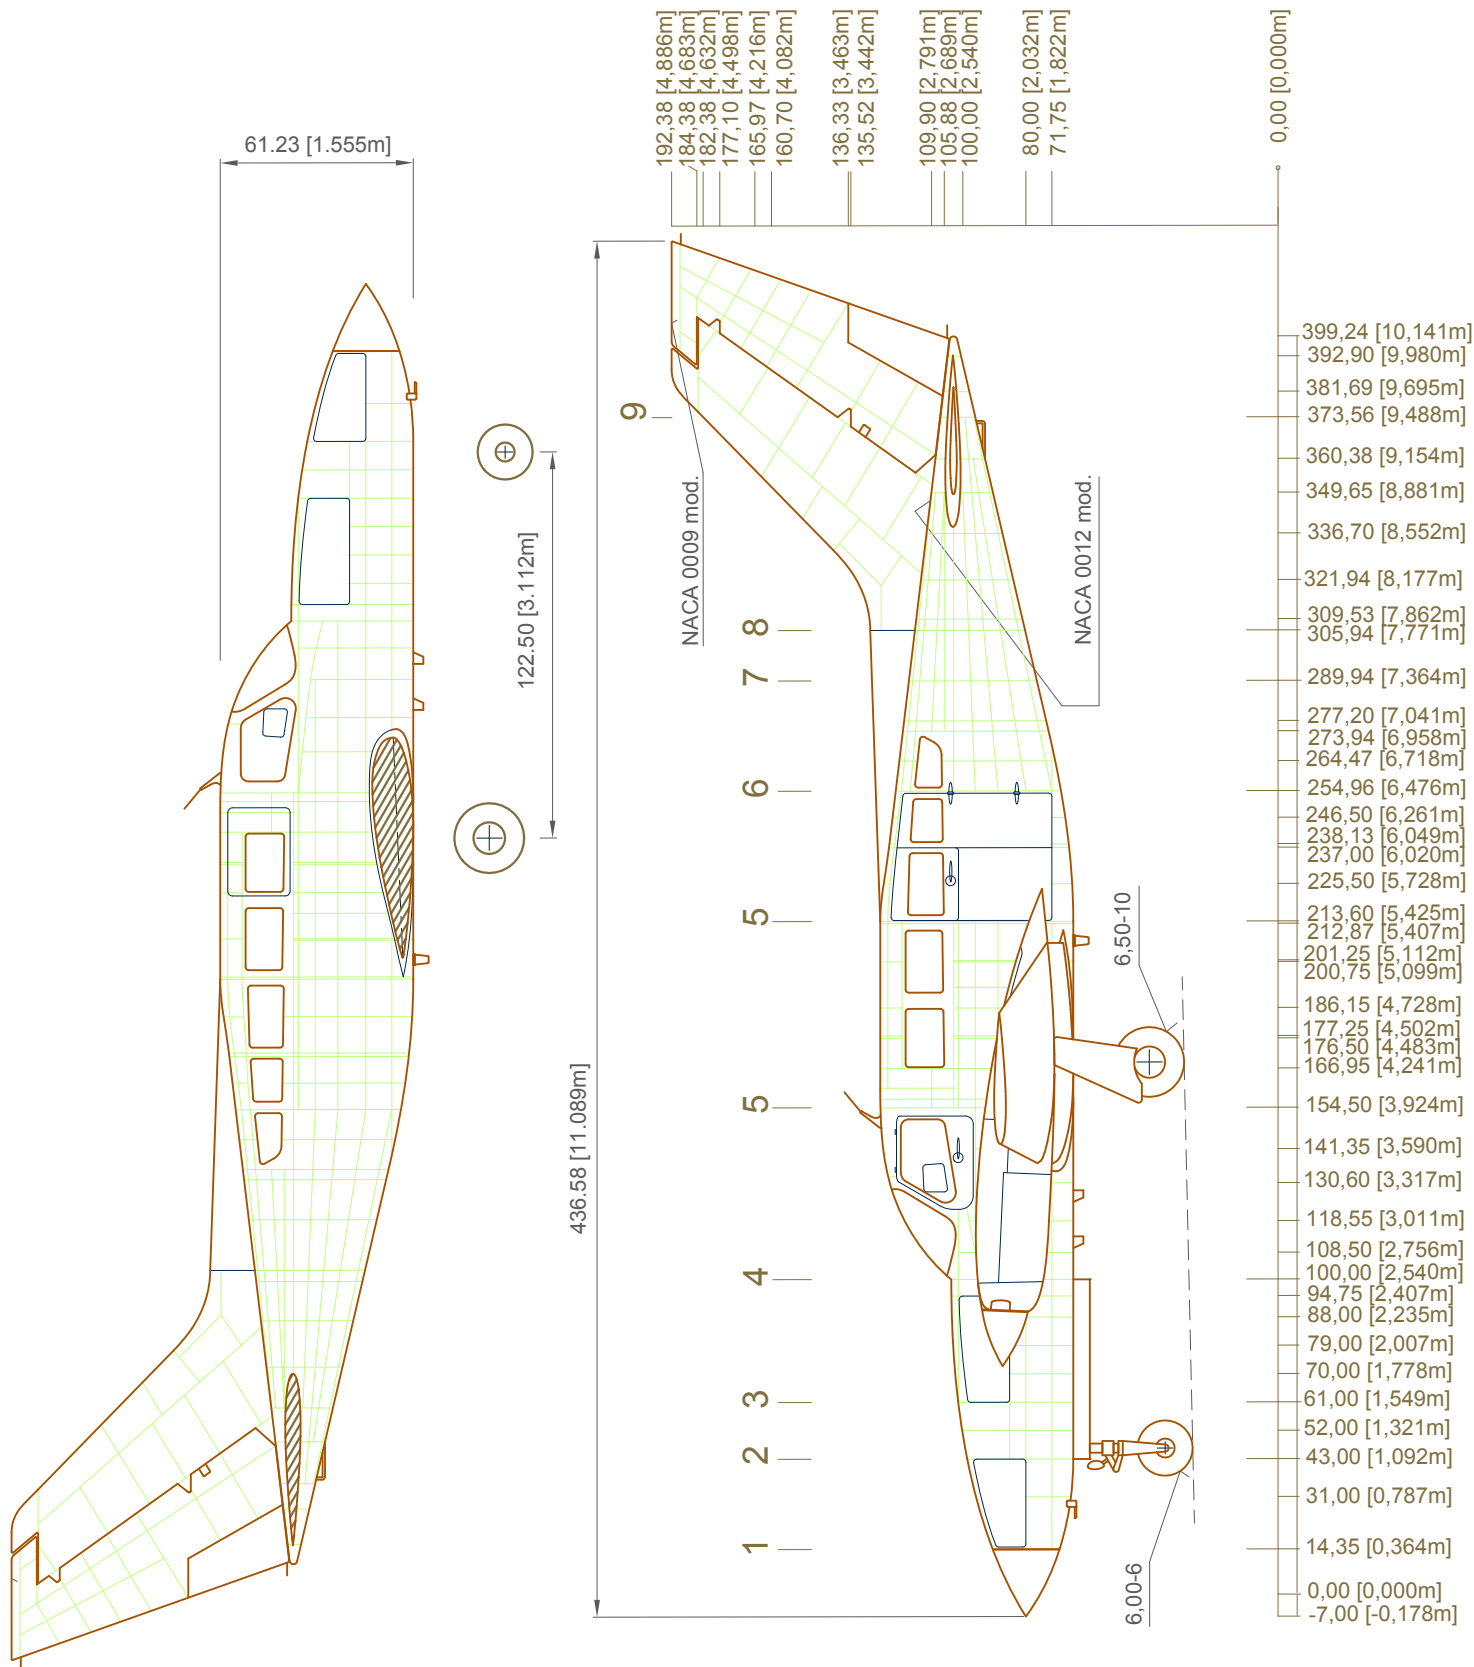 192,38 [4,886m]
184,38 [4,683m]
182,38 [4,632m]
177,10 [4,498m]
165,97 [4,216m]
160,70 [4,082m]
136,33 [3,463m]
135,52 [3,442m]
109,90 [2,791m]
105,88 [2,689m]
100,00 [2,540m]
80,00 [2,032m]
71,75 [1,822m]
0,00 [0,000m]
61.23 [1.555m]
122.50 [3.112m]
436.58 [11.089m]
NACA 0009 mod.
NACA 0012 mod.
9
8
7
6
5
5
4
3
2
1
6,50-10
6,00-6
399,24 [10,141m]
392,90 [9,980m]
381,69 [9,695m]
373,56 [9,488m]
360,38 [9,154m]
349,65 [8,881m]
336,70 [8,552m]
321,94 [8,177m]
309,53 [7,862m]
305,94 [7,771m]
289,94 [7,364m]
277,20 [7,041m]
273,94 [6,958m]
264,47 [6,718m]
254,96 [6,476m]
246,50 [6,261m]
238,13 [6,049m]
237,00 [6,020m]
225,50 [5,728m]
213,60 [5,425m]
212,87 [5,407m]
201,25 [5,112m]
200,75 [5,099m]
186,15 [4,728m]
177,25 [4,502m]
176,50 [4,483m]
166,95 [4,241m]
154,50 [3,924m]
141,35 [3,590m]
130,60 [3,317m]
118,55 [3,011m]
108,50 [2,756m]
100,00 [2,540m]
94,75 [2,407m]
88,00 [2,235m]
79,00 [2,007m]
70,00 [1,778m]
61,00 [1,549m]
52,00 [1,321m]
43,00 [1,092m]
31,00 [0,787m]
14,35 [0,364m]
0,00 [0,000m]
-7,00 [-0,178m]